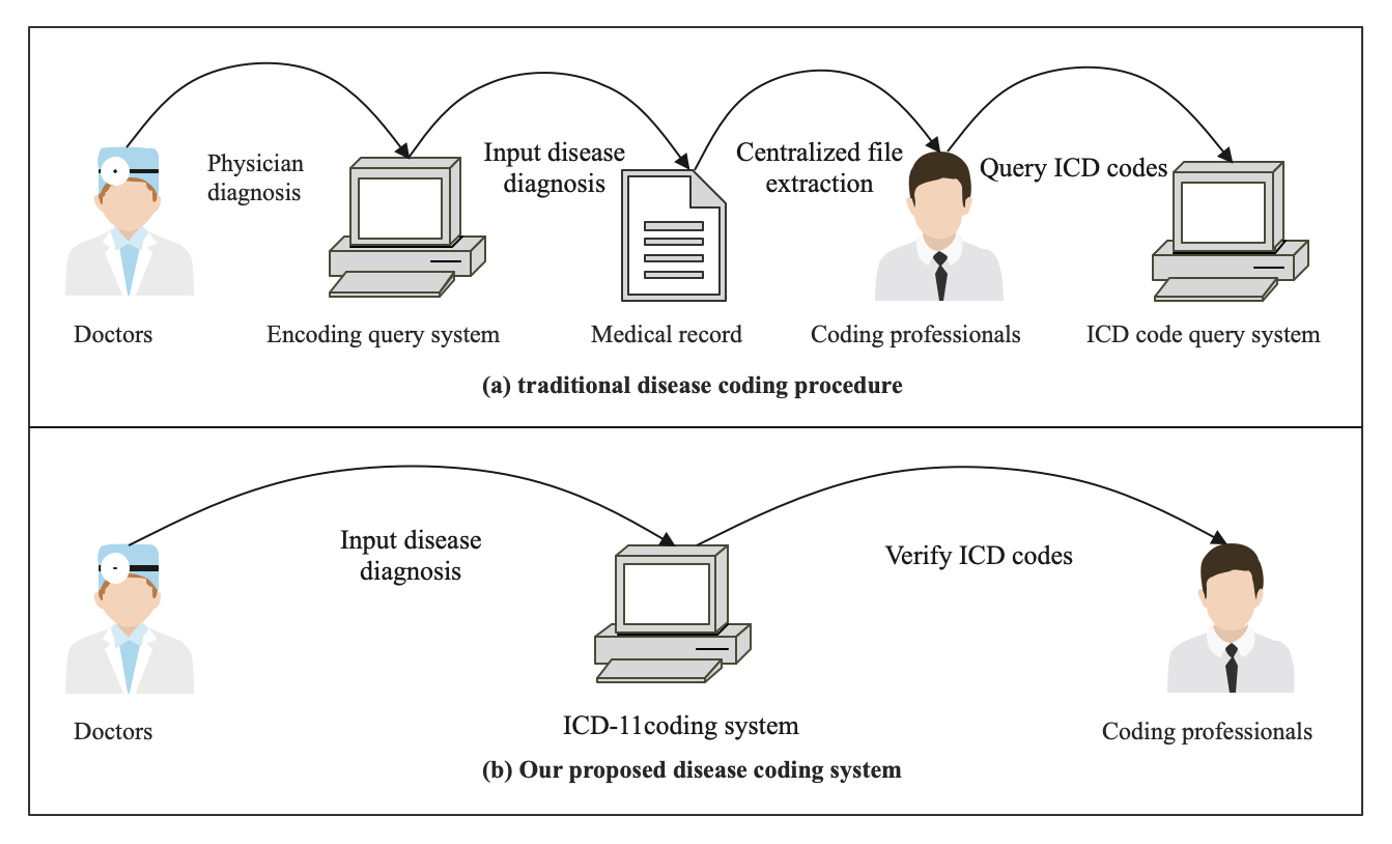 Physician
diagnosis
Input disease
diagnosis
Centralized file
extraction
Query ICD codes
Doctors
Encoding query system
Medical record
Coding professionals
ICD code query system
(a) traditional disease coding procedure
Input disease
diagnosis
Verify ICD codes
Doctors
ICD-11coding system
Coding professionals
(b) Our proposed disease coding system